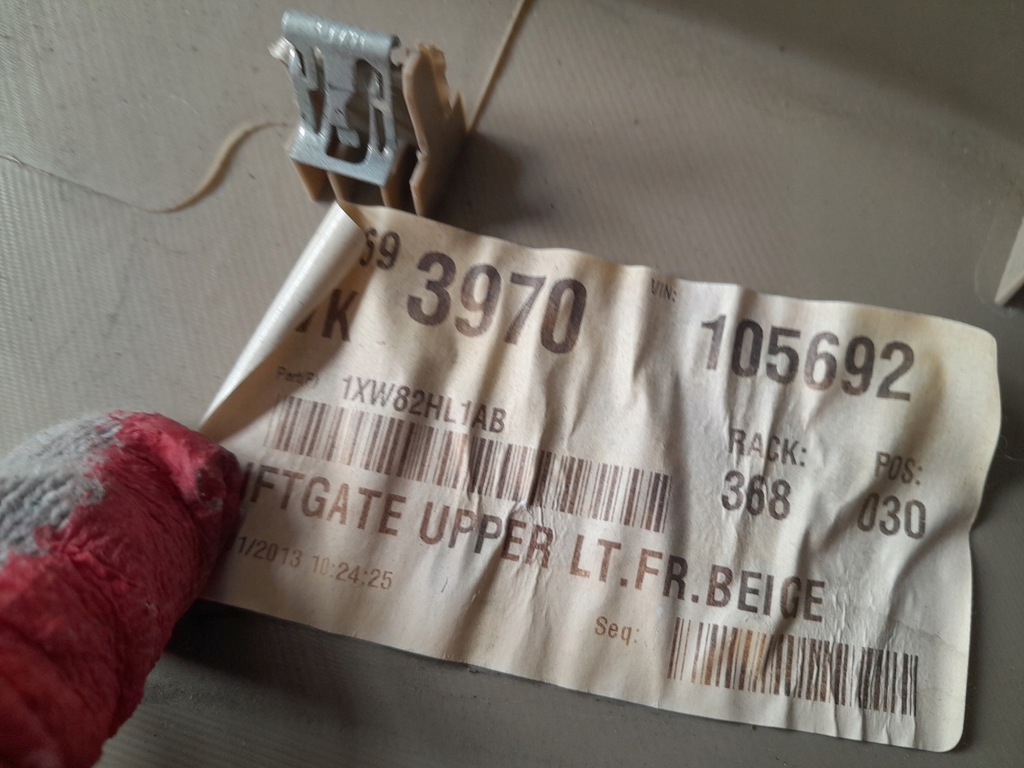 59 3970 VIN: 105692
K
Part(F) 1XW82HL1AB
RACK: POS:
368 030
IFTGATE UPPER LT.FR.BEIGE
1/2013 10:24:25
Seq: